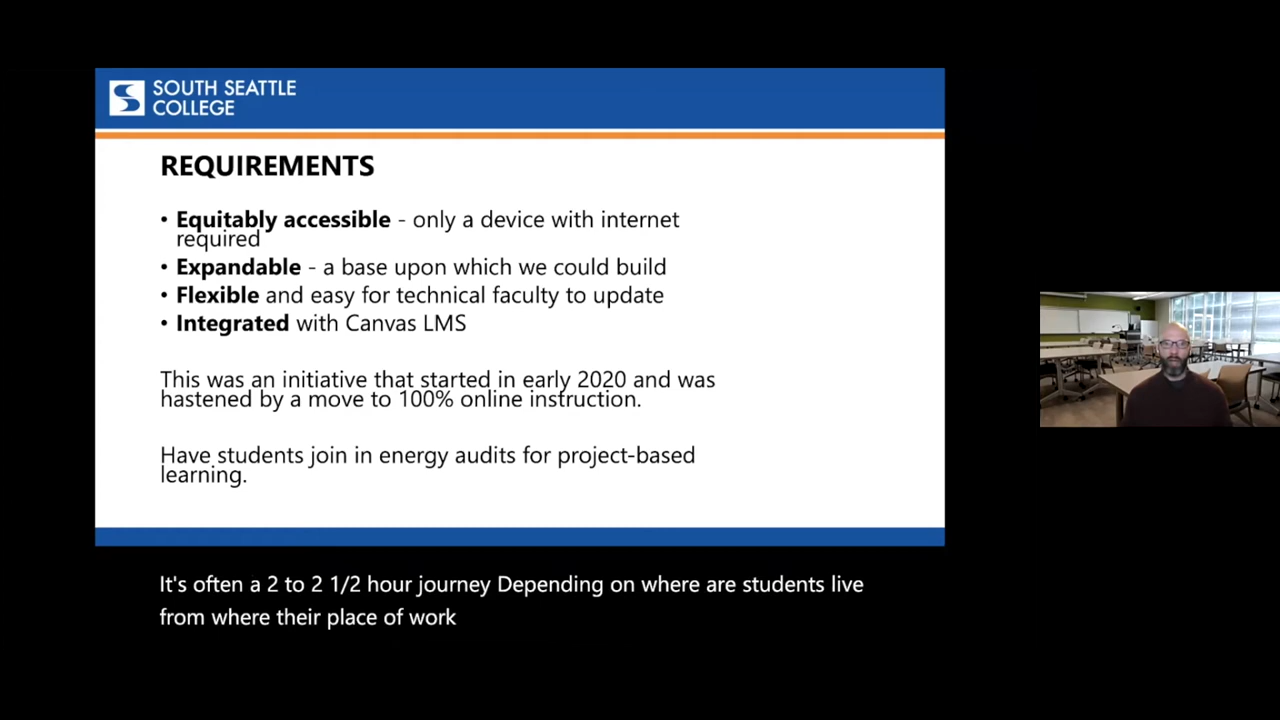 SOUTH SEATTLE
COLLEGE
REQUIREMENTS
• Equitably accessible - only a device with internet
required
• Expandable - a base upon which we could build
• Flexible and easy for technical faculty to update
• Integrated with Canvas LMS
This was an initiative that started in early 2020 and was
hastened by a move to 100% online instruction.
Have students join in energy audits for project-based
learning.
It's often a 2 to 2 1/2 hour journey Depending on where are students live
from where their place of work